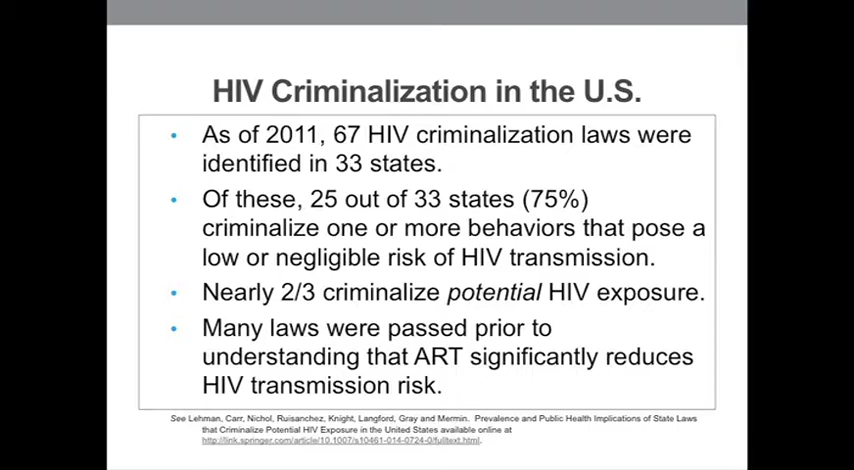 HIV Criminalization in the U.S.
• As of 2011, 67 HIV criminalization laws were
identified in 33 states.
• Of these, 25 out of 33 states (75%)
criminalize one or more behaviors that pose a
low or negligible risk of HIV transmission.
• Nearly 2/3 criminalize potential HIV exposure.
• Many laws were passed prior to
understanding that ART significantly reduces
HIV transmission risk.
See Lehman, Carr, Nichol, Ruisanchez, Knight, Langford, Gray and Mermin. Prevalence and Public Health Implications of State Laws
that Criminalize Potential HIV Exposure in the United States available online at
http://link.springer.com/article/10.1007/s10461-014-0724-0/fulltext.html.